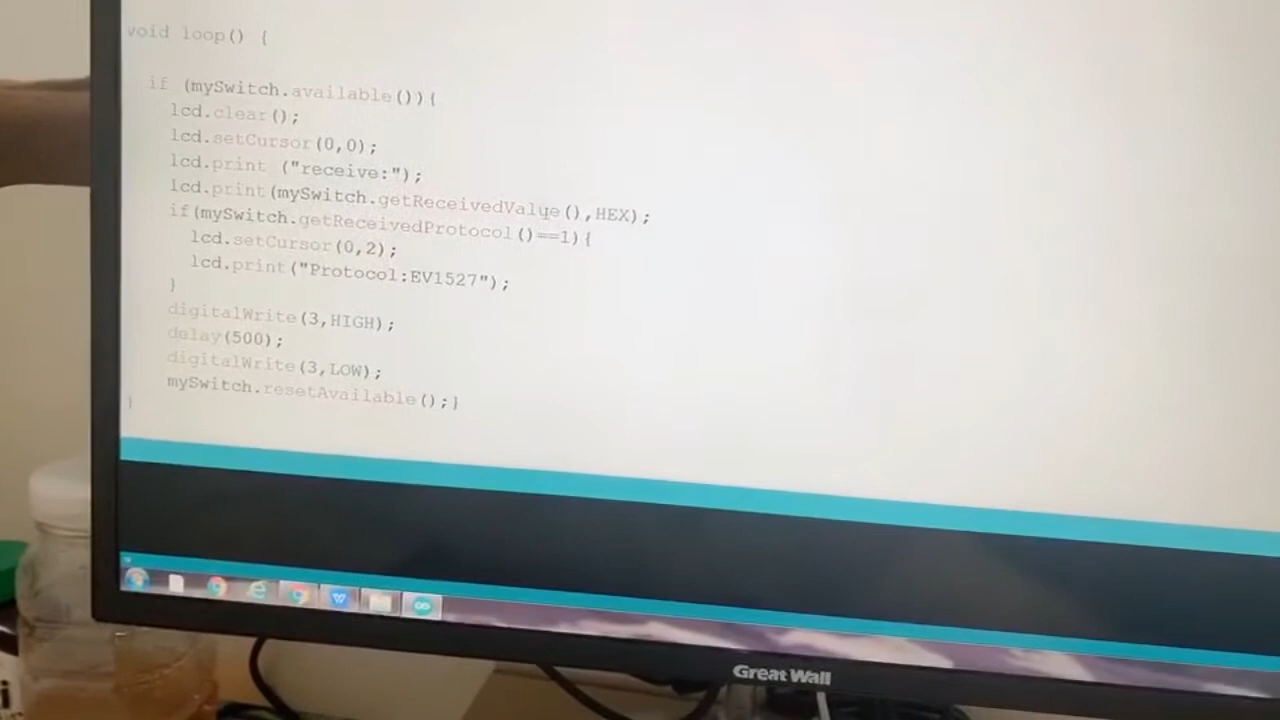 void loop() {
if (mySwitch.available()){
lcd.clear();
lcd.setCursor(0,0);
lcd.print ("receive:");
lcd.print(mySwitch.getReceivedValue(),HEX);
if(mySwitch.getReceivedProtocol()==1){
lcd.setCursor(0,2);
lcd.print("Protocol:EV1527");
}
digitalWrite(3,HIGH);
delay(500);
digitalWrite(3,LOW);
mySwitch.resetAvailable();}
}
Great Wall